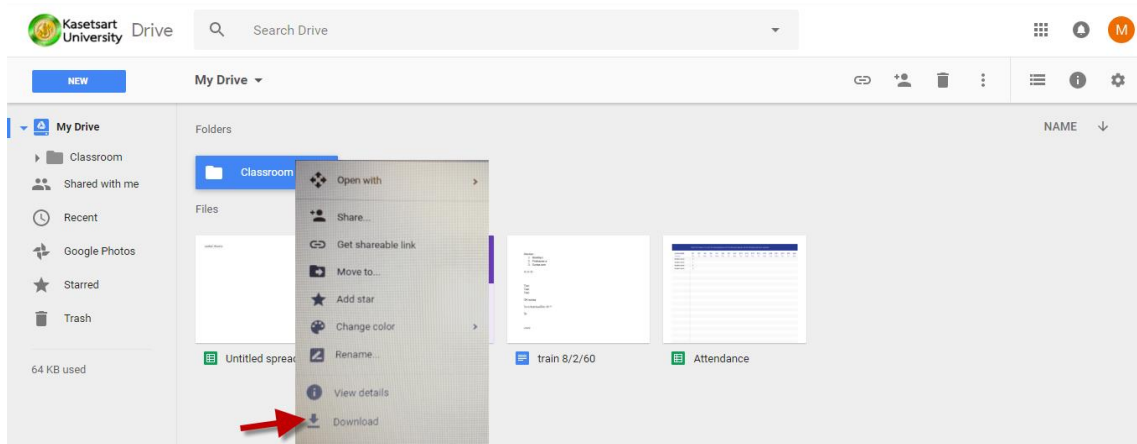 Kasetsart
University
Drive
Search Drive
M
NEW
My Drive
NAME
My Drive
Classroom
Shared with me
Recent
Google Photos
Starred
Trash
64 KB used
Folders
Classroom
Files
Open with
Share...
Get shareable link
Move to...
Add star
Change color
Rename...
View details
Download
Untitled spread
train 8/2/60
Attendance